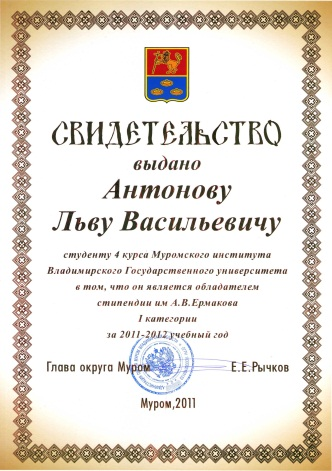 СВИДЕТЕЛЬСТВО
выдано
Антонову
Льву Васильевичу
студенту 4 курса Муромского института
Владимирского Государственного университета
в том, что он является обладателем
стипендии им А.В.Ермакова
I категории
за 2011-2012 учебный год
Глава округа Муром Е.Е.Рычков
Муром,2011